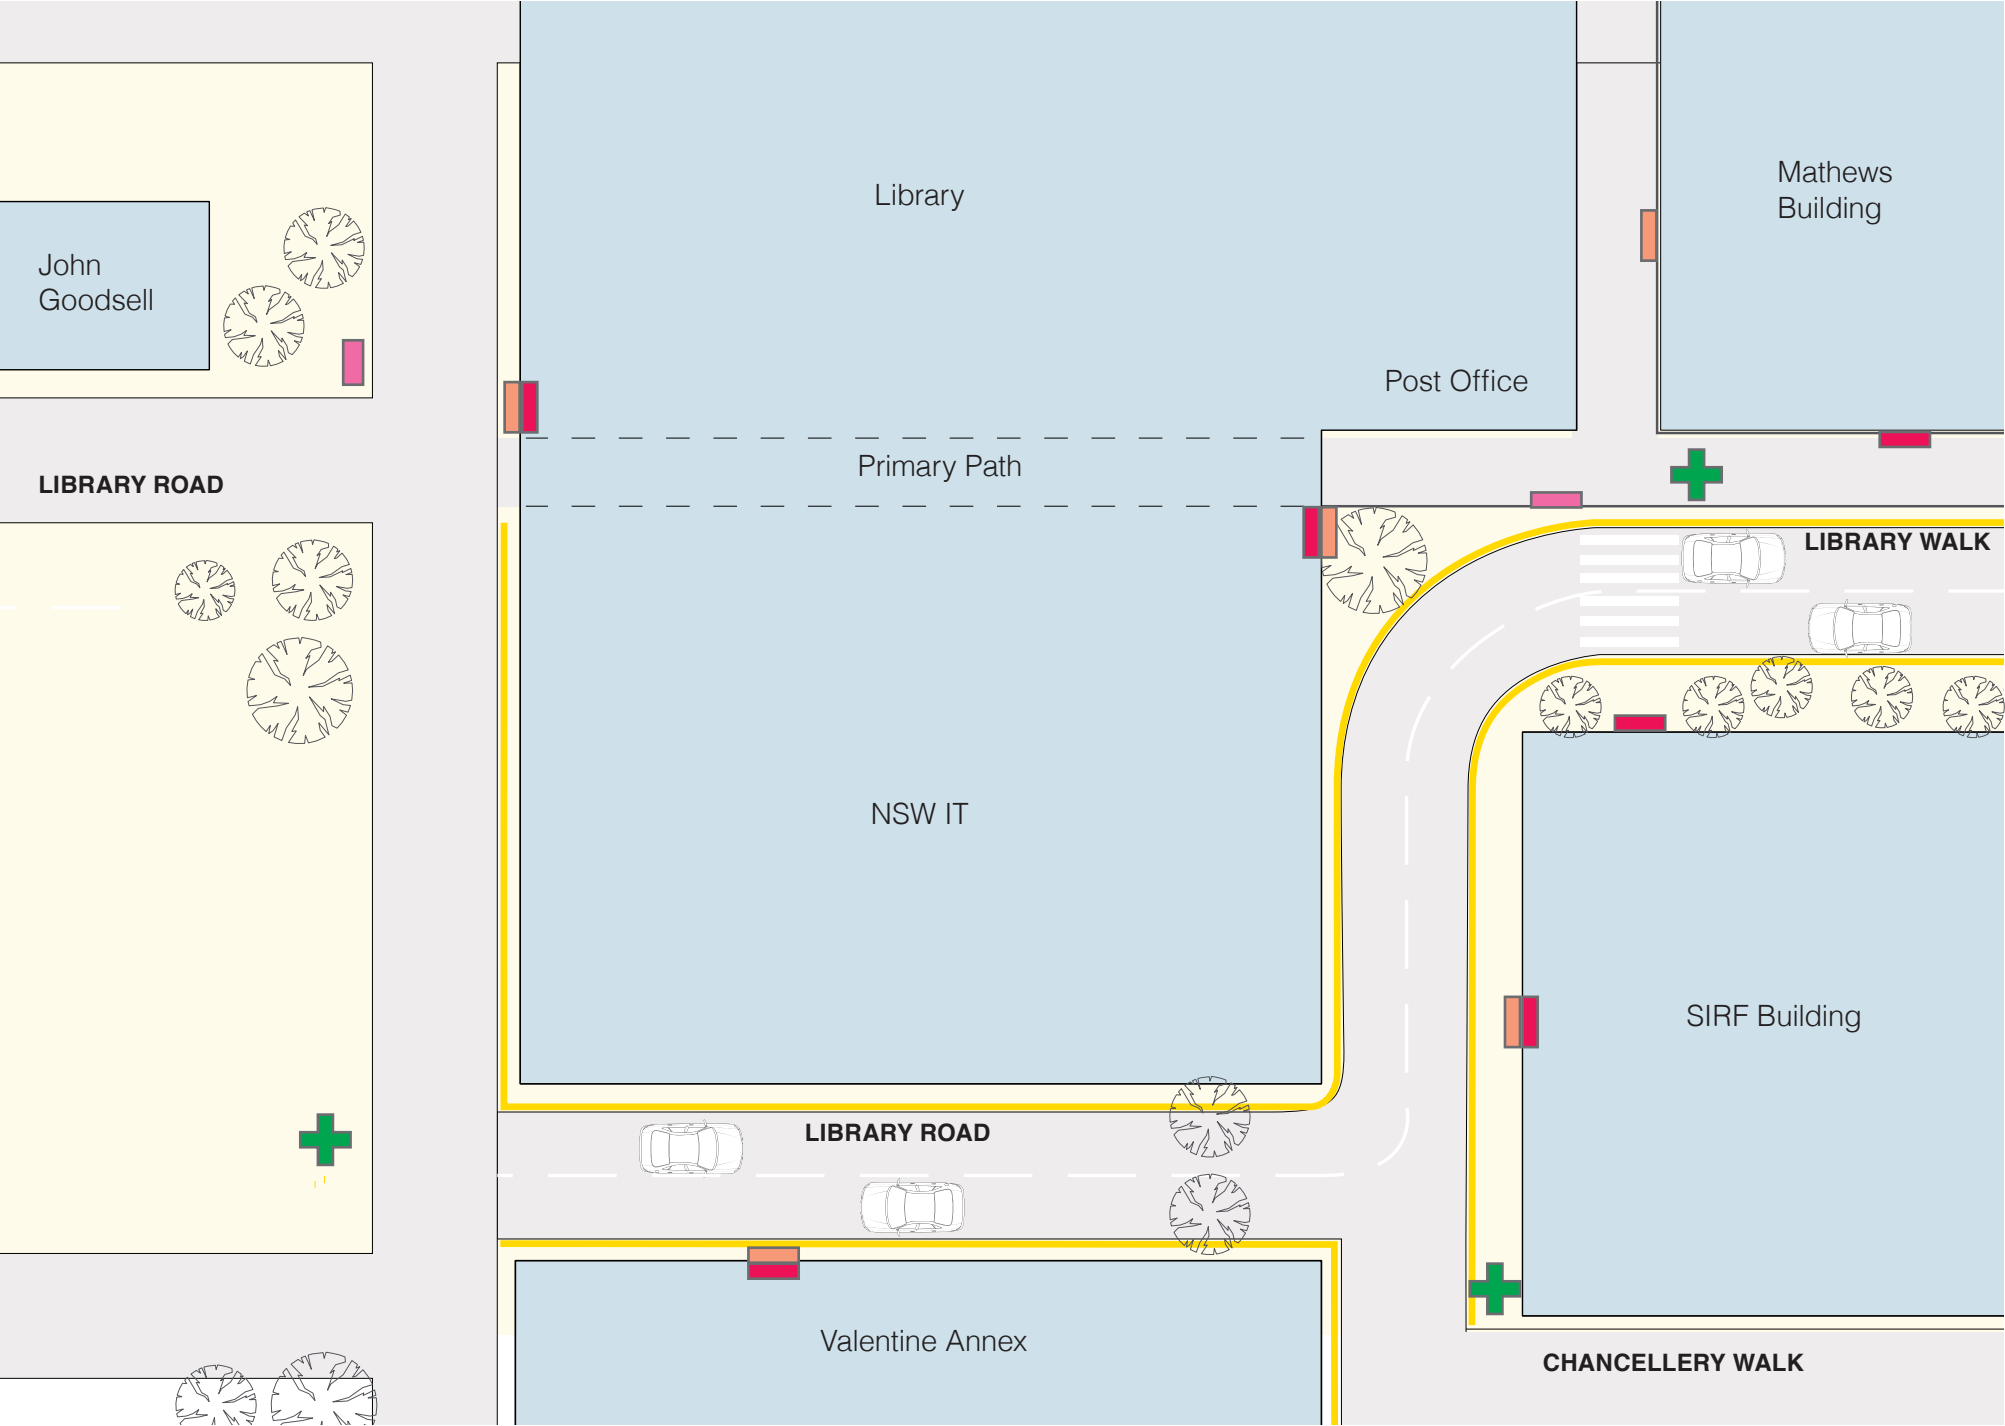 Library
Mathews
Building
John
Goodsell
Post Office
Primary Path
LIBRARY ROAD
LIBRARY WALK
NSW IT
SIRF Building
LIBRARY ROAD
Valentine Annex
CHANCELLERY WALK